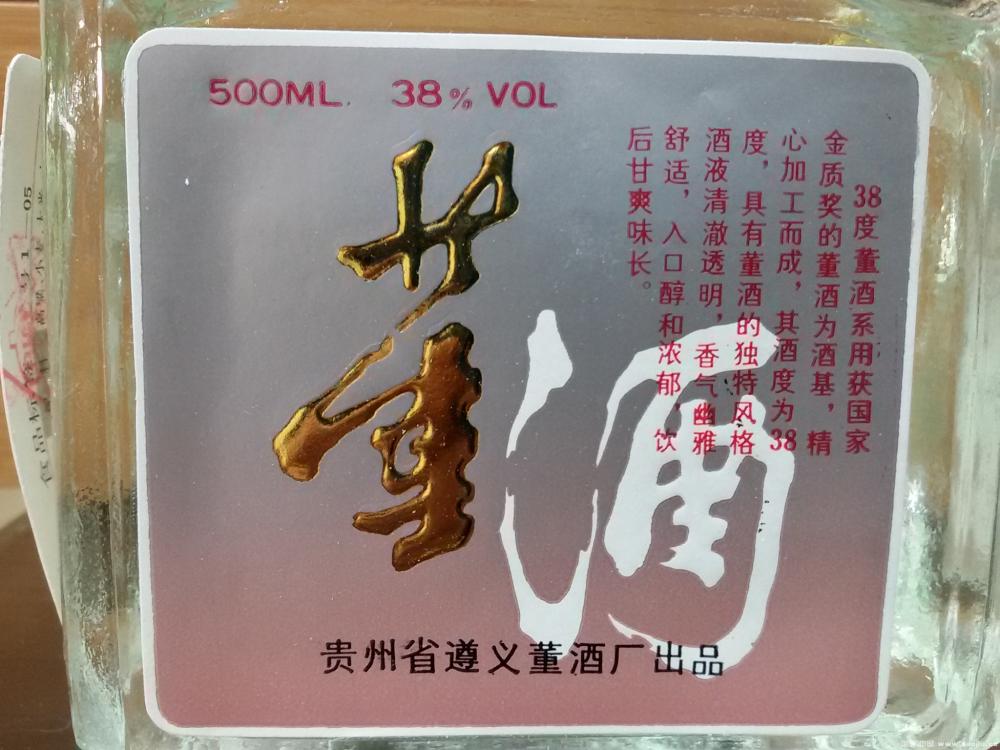 500ML. 38% VOL
董酒
38度董酒系用获国家
金质奖的董酒为酒基，精
心加工而成，其酒度为38
度，具有董酒的独特风格
酒液清澈透明，香气幽雅
舒适，入口醇和浓郁，饮
后甘爽味长。
贵州省遵义董酒厂出品
05